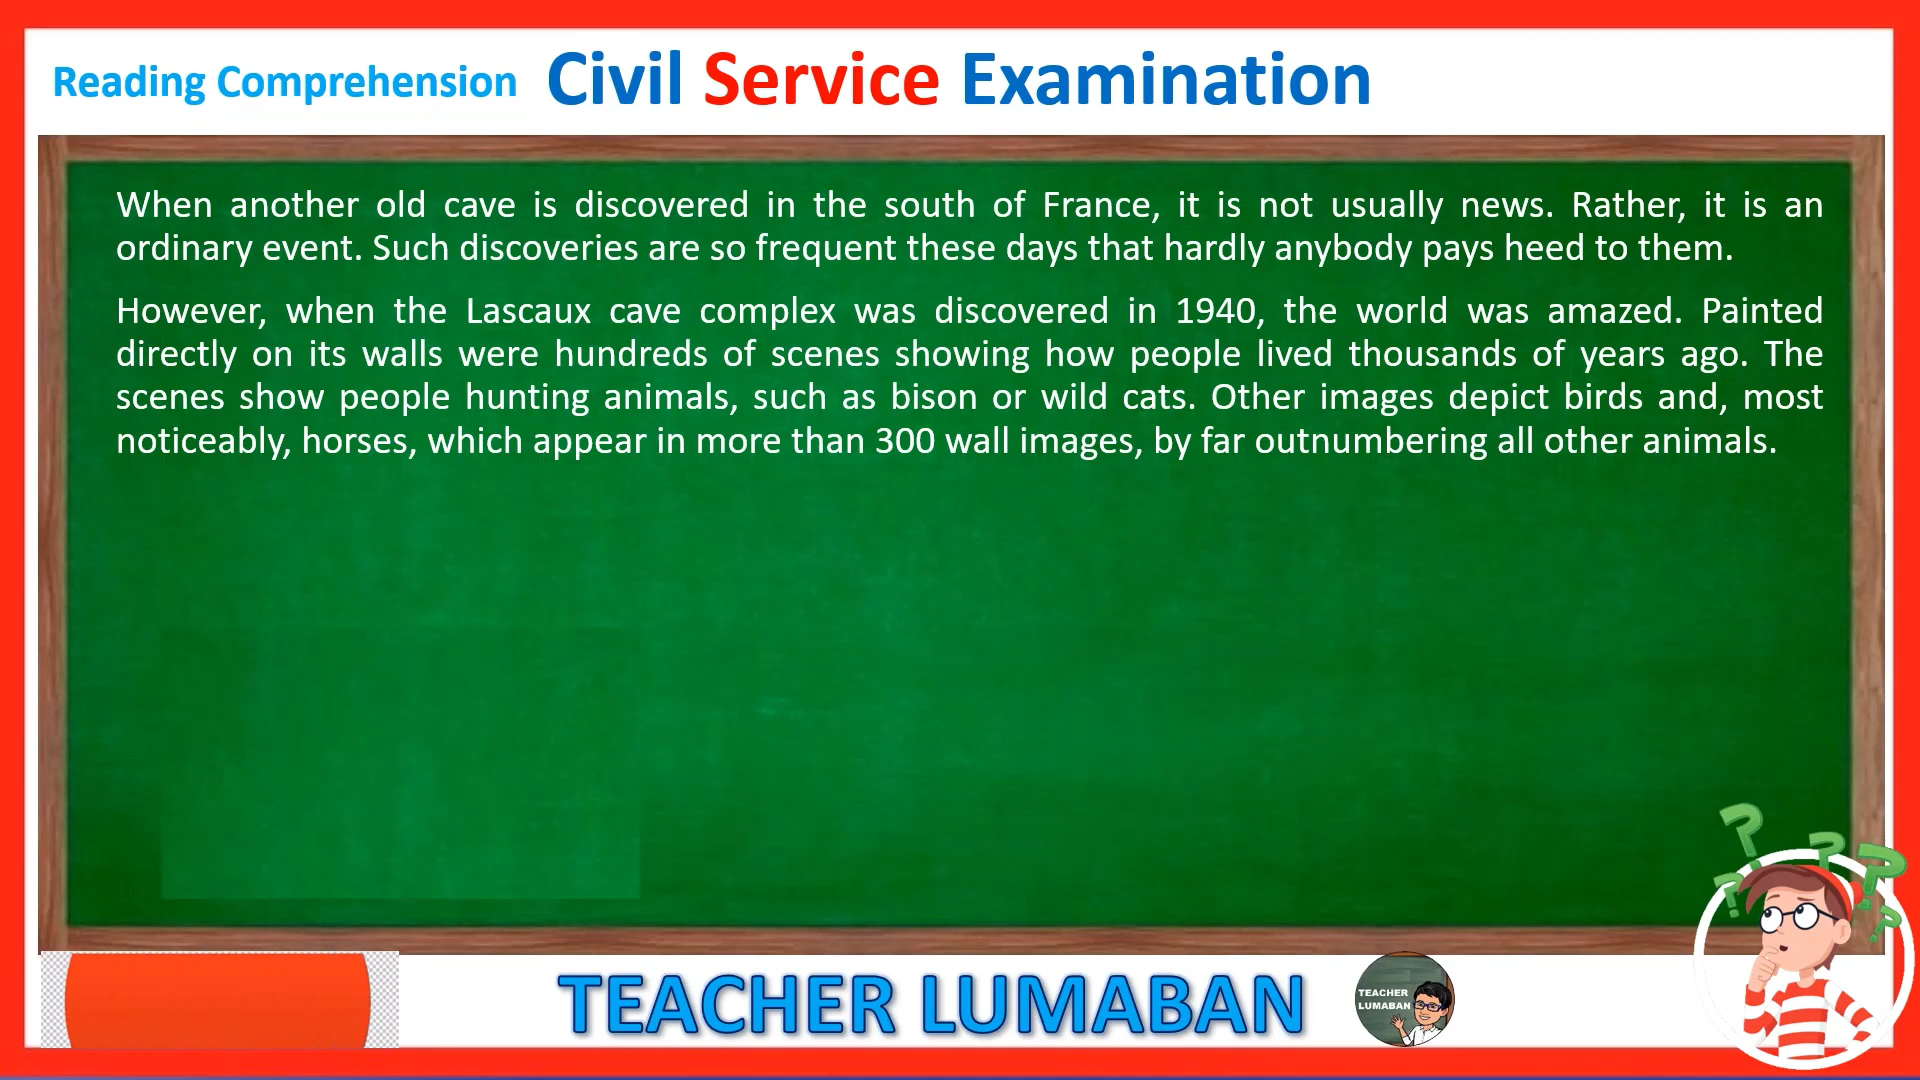 Reading Comprehension Civil Service Examination
When another old cave is discovered in the south of France, it is not usually news. Rather, it is an
ordinary event. Such discoveries are so frequent these days that hardly anybody pays heed to them.
However, when the Lascaux cave complex was discovered in 1940, the world was amazed. Painted
directly on its walls were hundreds of scenes showing how people lived thousands of years ago. The
scenes show people hunting animals, such as bison or wild cats. Other images depict birds and, most
noticeably, horses, which appear in more than 300 wall images, by far outnumbering all other animals.
TEACHER LUMABAN
TEACHER
LUMABAN